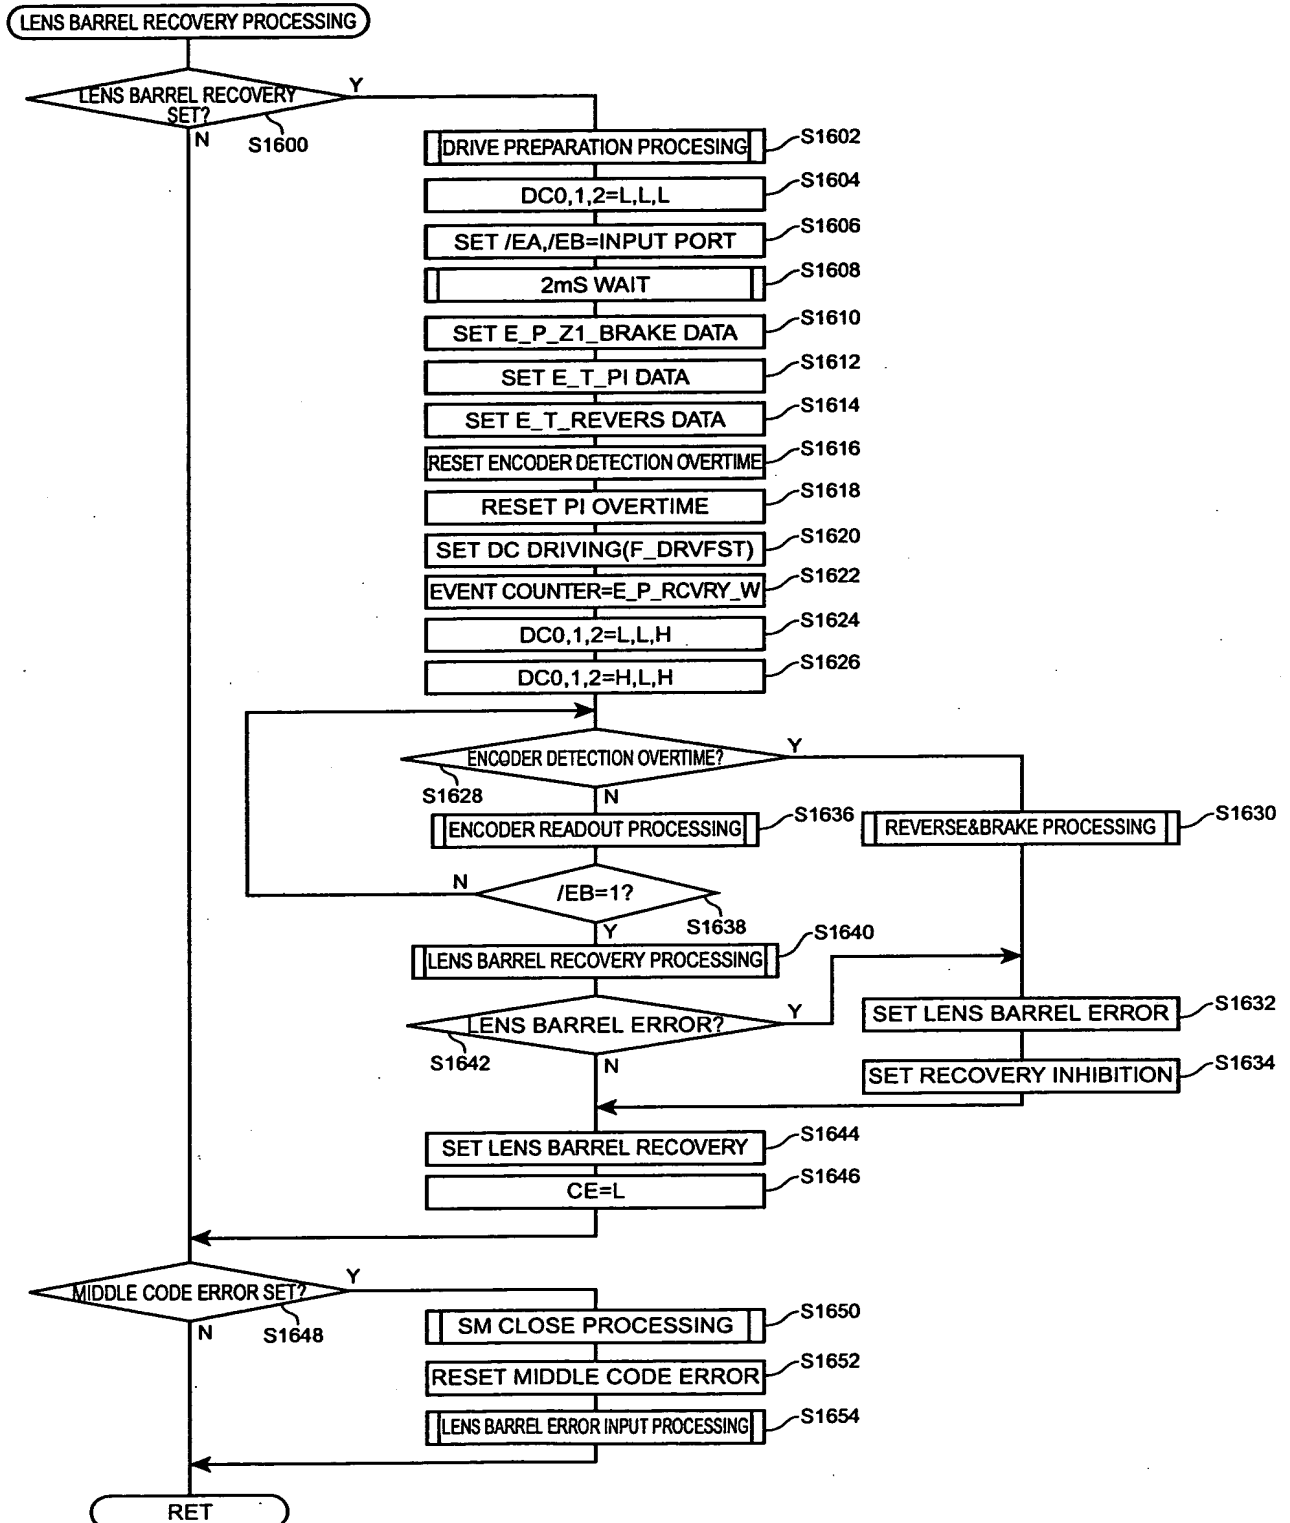 LENS BARREL RECOVERY PROCESSING
LENS BARREL RECOVERY
SET?
Y
N
S1600
DRIVE PREPARATION PROCESING
S1602
DC0,1,2=L,L,L
S1604
SET /EA,/EB=INPUT PORT
S1606
2mS WAIT
S1608
SET E_P_Z1_BRAKE DATA
S1610
SET E_T_PI DATA
S1612
SET E_T_REVERS DATA
S1614
RESET ENCODER DETECTION OVERTIME
S1616
RESET PI OVERTIME
S1618
SET DC DRIVING(F_DRVFST)
S1620
EVENT COUNTER=E_P_RCVRY_W
S1622
DC0,1,2=L,L,H
S1624
DC0,1,2=H,L,H
S1626
ENCODER DETECTION OVERTIME?
Y
S1628
N
ENCODER READOUT PROCESSING
S1636
REVERSE&BRAKE PROCESSING
S1630
N
/EB=1?
S1638
Y
LENS BARREL RECOVERY PROCESSING
S1640
LENS BARREL ERROR?
Y
S1642
N
SET LENS BARREL ERROR
S1632
SET RECOVERY INHIBITION
S1634
SET LENS BARREL RECOVERY
S1644
CE=L
S1646
MIDDLE CODE ERROR SET?
Y
N
S1648
SM CLOSE PROCESSING
S1650
RESET MIDDLE CODE ERROR
S1652
LENS BARREL ERROR INPUT PROCESSING
S1654
RET